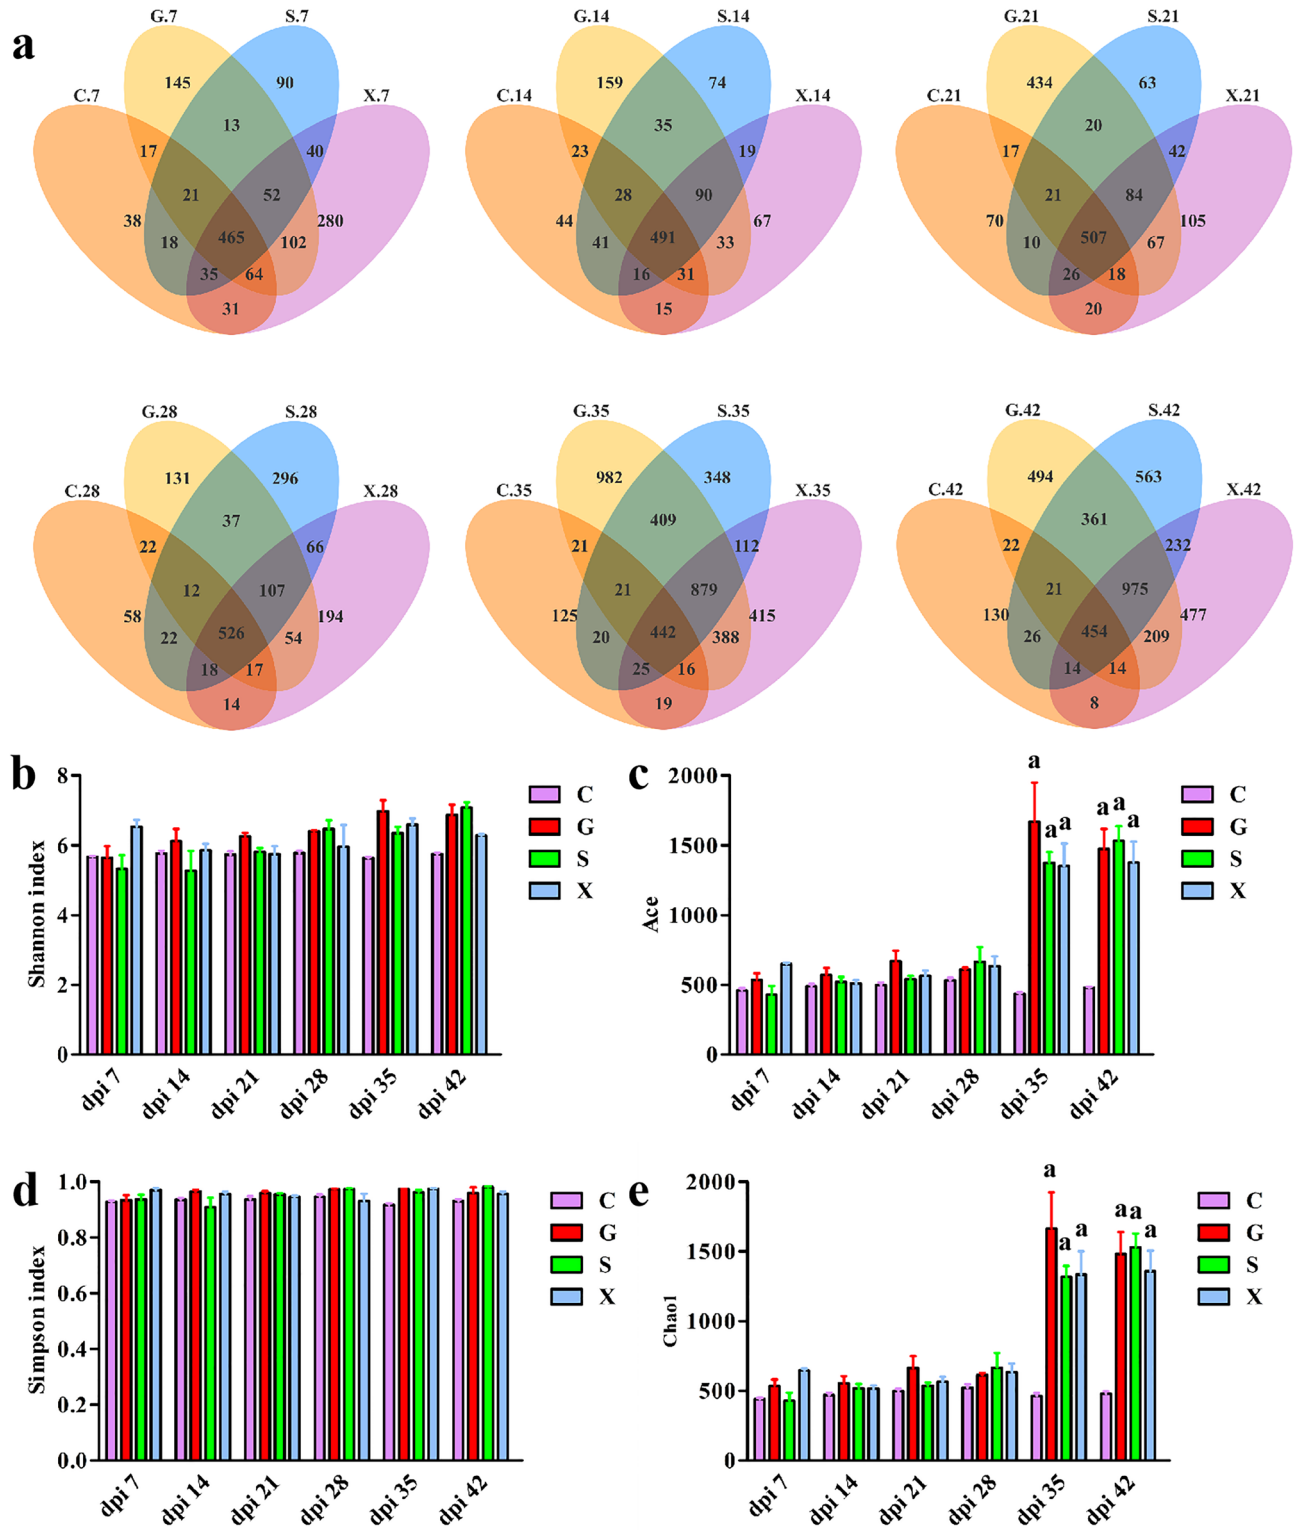 a
G.7 S.7
C.7 X.7
145 90
13
17 40
21 52
38 280
18 465 102
35 64
31
G.14 S.14
C.14 X.14
159 74
35
23 19
28 90
44 67
41 491 33
16 31
15
G.21 S.21
C.21 X.21
434 63
20
17 42
21 84
70 105
10 507 67
26 18
20
G.28 S.28
C.28 X.28
131 296
37
22 66
12 107
58 194
22 526 54
18 17
14
G.35 S.35
C.35 X.35
982 348
409
21 112
21 879
125 415
20 442 388
25 16
19
G.42 S.42
C.42 X.42
494 563
361
22 232
21 975
130 477
26 454 209
14 14
8
b
Shannon index
8
6
4
2
0
dpi 7 dpi 14 dpi 21 dpi 28 dpi 35 dpi 42
C
G
S
X
c
Ace
2000
1500
1000
500
0
a a a a a a
dpi 7 dpi 14 dpi 21 dpi 28 dpi 35 dpi 42
C
G
S
X
d
Simpson index
1.0
0.8
0.6
0.4
0.2
0.0
dpi 7 dpi 14 dpi 21 dpi 28 dpi 35 dpi 42
C
G
S
X
e
Chao1
2000
1500
1000
500
0
a a a a a a
dpi 7 dpi 14 dpi 21 dpi 28 dpi 35 dpi 42
C
G
S
X